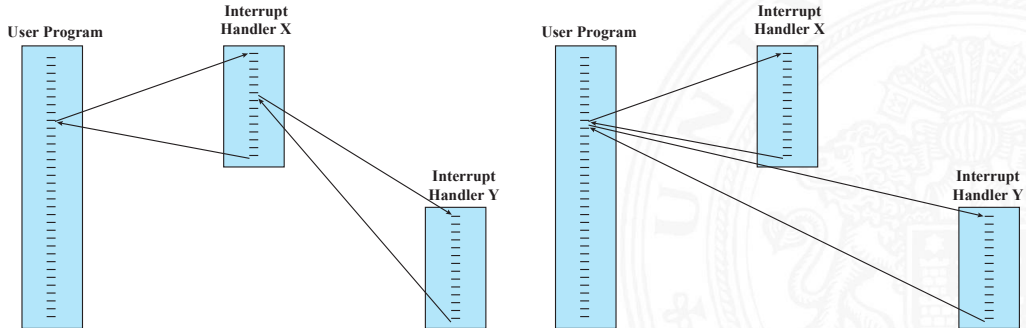 Interrupt
Handler X
User Program
Interrupt
Handler Y
Interrupt
Handler X
User Program
Interrupt
Handler Y